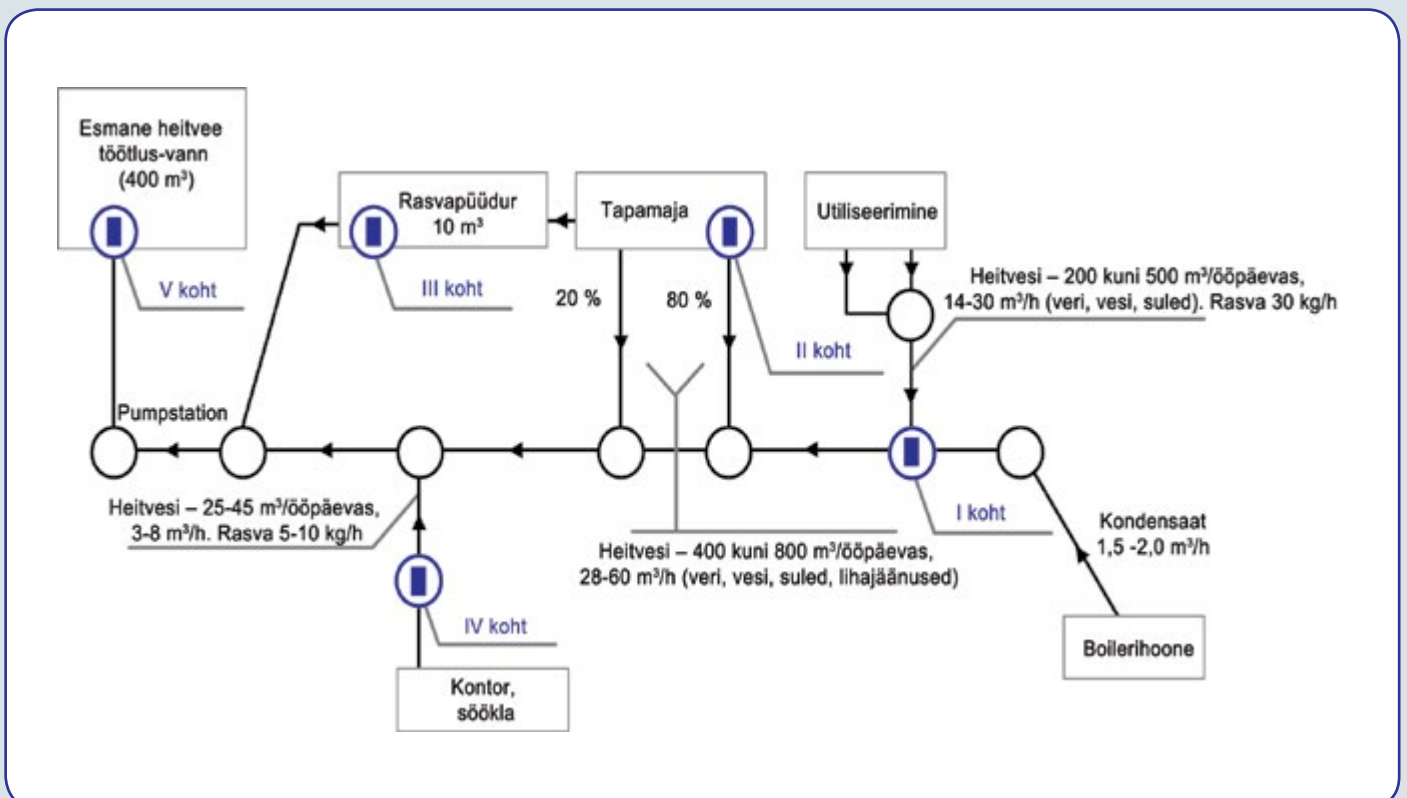 Esmane heitvee
töötlus-vann
(400 m³)
V koht
Rasvapüüdur
10 m³
III koht
Tapamaja
20 %
80 %
II koht
Utiliseerimine
Heitvesi – 200 kuni 500 m³/ööpäevas,
14-30 m³/h (veri, vesi, suled). Rasva 30 kg/h
Pumpstation
Heitvesi – 25-45 m³/ööpäevas,
3-8 m³/h. Rasva 5-10 kg/h
I koht
Kondensaat
1,5 -2,0 m³/h
Heitvesi – 400 kuni 800 m³/ööpäevas,
28-60 m³/h (veri, vesi, suled, lihajäänused)
IV koht
Boilerihoone
Kontor,
söökla